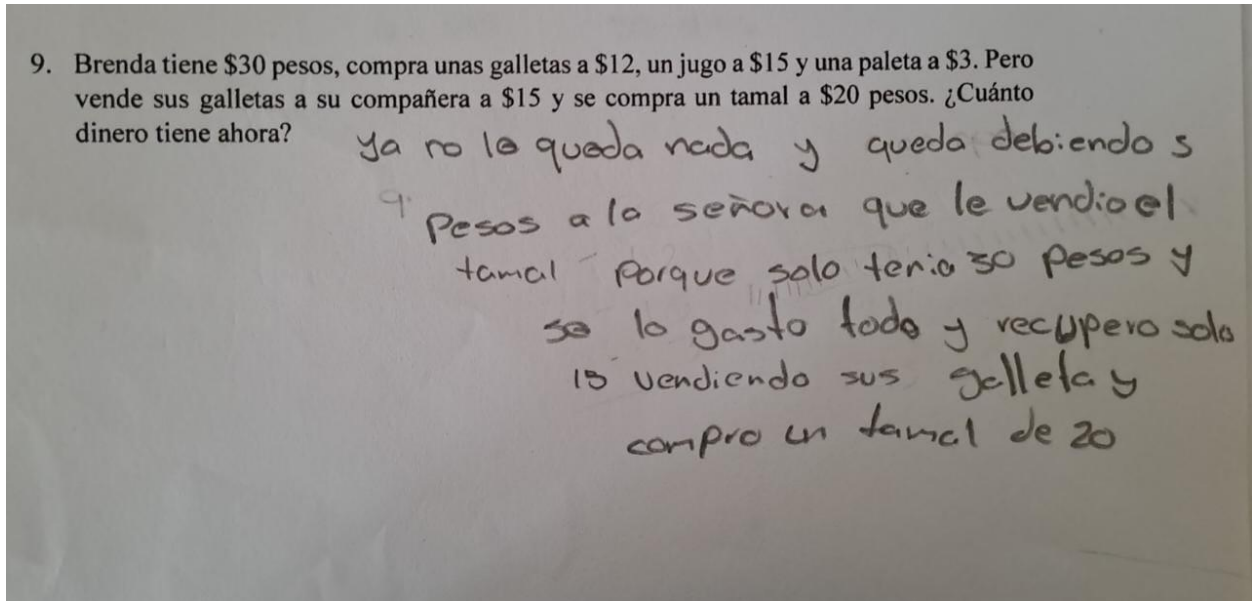 9. Brenda tiene $30 pesos, compra unas galletas a $12, un jugo a $15 y una paleta a $3. Pero
vende sus galletas a su compañera a $15 y se compra un tamal a $20 pesos. ¿Cuánto
dinero tiene ahora?
ya no le queda nada y queda debiendo 5
Pesos a la señora que le vendio el
tamal Porque solo tenia 30 Pesos y
se lo gasto todo y recupero solo
15 vendiendo sus galleta y
compro un tamal de 20